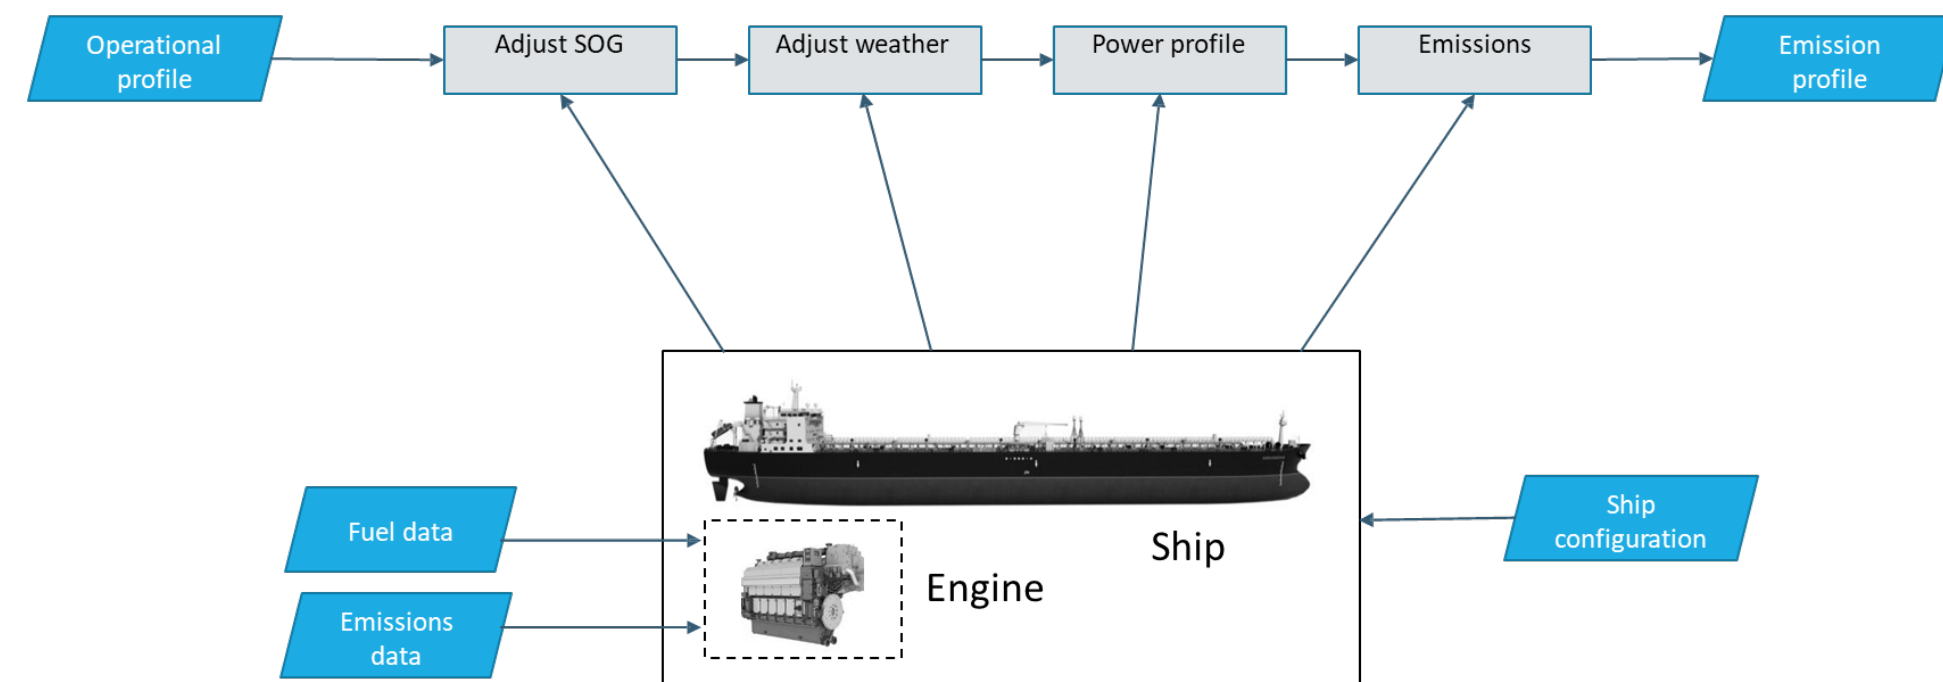 Operational
profile
Adjust SOG
Adjust weather
Power profile
Emissions
Emission
profile
Fuel data
Emissions
data
Engine
Ship
Ship
configuration